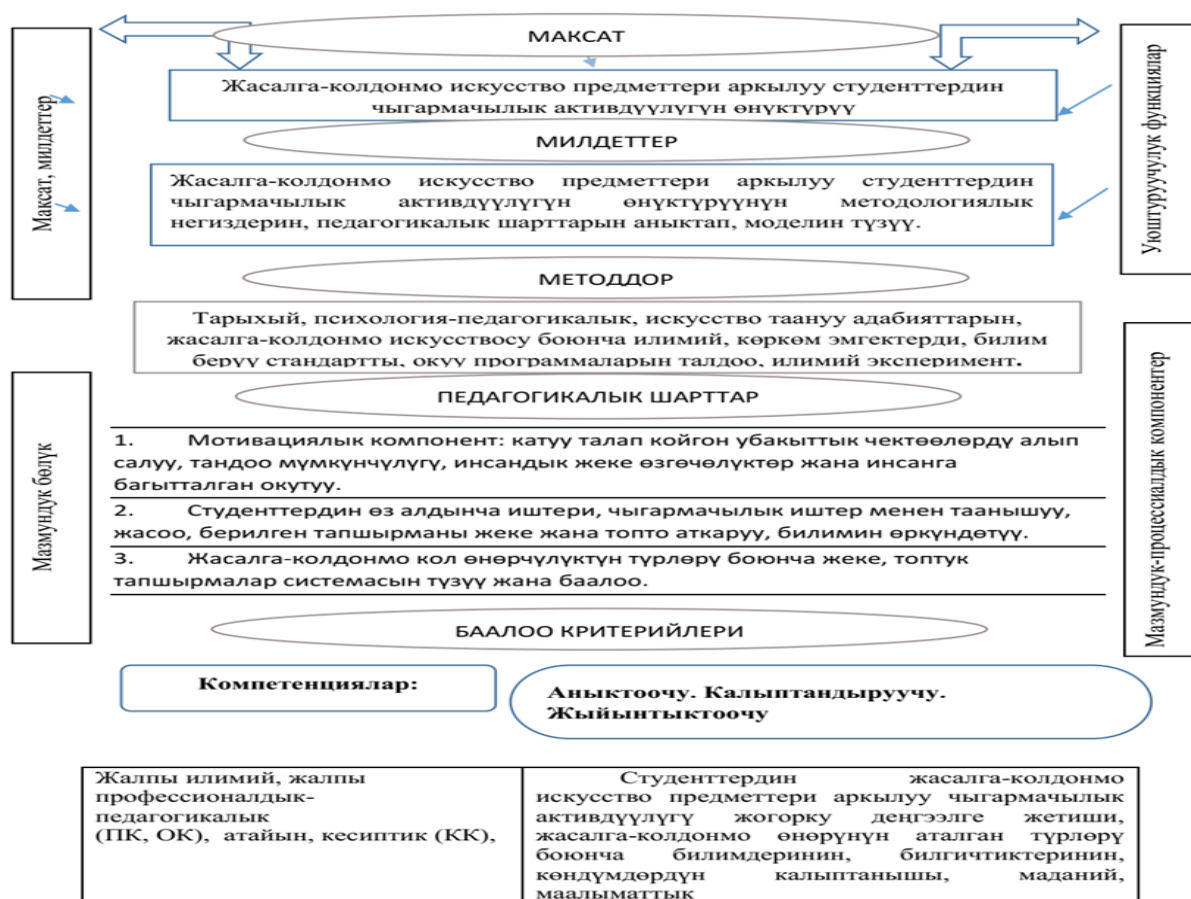 МАКСАТ
Жасалга-колдонмо искусство предметтери аркылуу студенттердин
чыгармачылык активдүүлүгүн өнүктүрүү
МИЛДЕТТЕР
Жасалга-колдонмо искусство предметтери аркылуу студенттердин
чыгармачылык активдүүлүгүн өнүктүрүүнүн методологиялык
негиздерин, педагогикалык шарттарын аныктап, моделин түзүү.
Максат, милдеттер
Уюштуруучулук функциялар
МЕТОДДОР
Тарыхый, психология-педагогикалык, искусство таануу адабияттарын,
жасалга-колдонмо искусствосу боюнча илимий, көркөм эмгектерди, билим
берүү стандартты, окуу программаларын талдоо, илимий эксперимент.
ПЕДАГОГИКАЛЫК ШАРТТАР
1. Мотивациялык компонент: катуу талап койгон убакыттык чектөөлөрдү алып
салуу, тандоо мүмкүнчүлүгү, инсандык жеке өзгөчөлүктөр жана инсанга
багытталган окутуу.
2. Студенттердин өз алдынча иштери, чыгармачылык иштер менен таанышуу,
жасоо, берилген тапшырманы жеке жана топто аткаруу, билимин өркүндөтүү.
3. Жасалга-колдонмо кол өнөрчүлүктүн түрлөрү боюнча жеке, топтук
тапшырмалар системасын түзүү жана баалоо.
Мазмундук бөлүк
Мазмундук-процессиалдык компоненттер
БААЛОО КРИТЕРИЙЛЕРИ
Компетенциялар:
Аныктоочу. Калыптандыруучу.
Жыйынтыктоочу
Жалпы илимий, жалпы
профессионалдык-
педагогикалык
(ПК, ОК), атайын, кесиптик (КК),
Студенттердин жасалга-колдонмо
искусство предметтери аркылуу чыгармачылык
активдүүлүгү жогорку деңгээлге жетиши,
жасалга-колдонмо өнөрүнүн аталган түрлөрү
боюнча билимдеринин, билгичтиктеринин,
көндүмдөрдүн калыптанышы, маданий,
маалыматтык